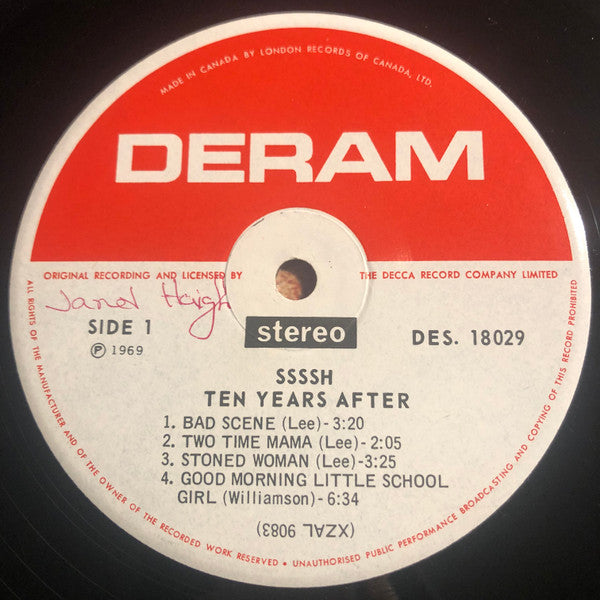 MADE IN CANADA BY LONDON RECORDS OF CANADA, LTD.
DERAM
ORIGINAL RECORDING AND LICENSED BY THE DECCA RECORD COMPANY LIMITED
Janet Haigh
SIDE 1
stereo
DES. 18029
℗ 1969
SSSSH
TEN YEARS AFTER
1. BAD SCENE (Lee)-3:20
2. TWO TIME MAMA (Lee)-2:05
3. STONED WOMAN (Lee)-3:25
4. GOOD MORNING LITTLE SCHOOL
GIRL (Williamson)-6:34
(XZAL 9083)
ALL RIGHTS OF THE MANUFACTURER AND OF THE OWNER OF THE RECORDED WORK RESERVED • UNAUTHORISED PUBLIC PERFORMANCE BROADCASTING AND COPYING OF THIS RECORD PROHIBITED